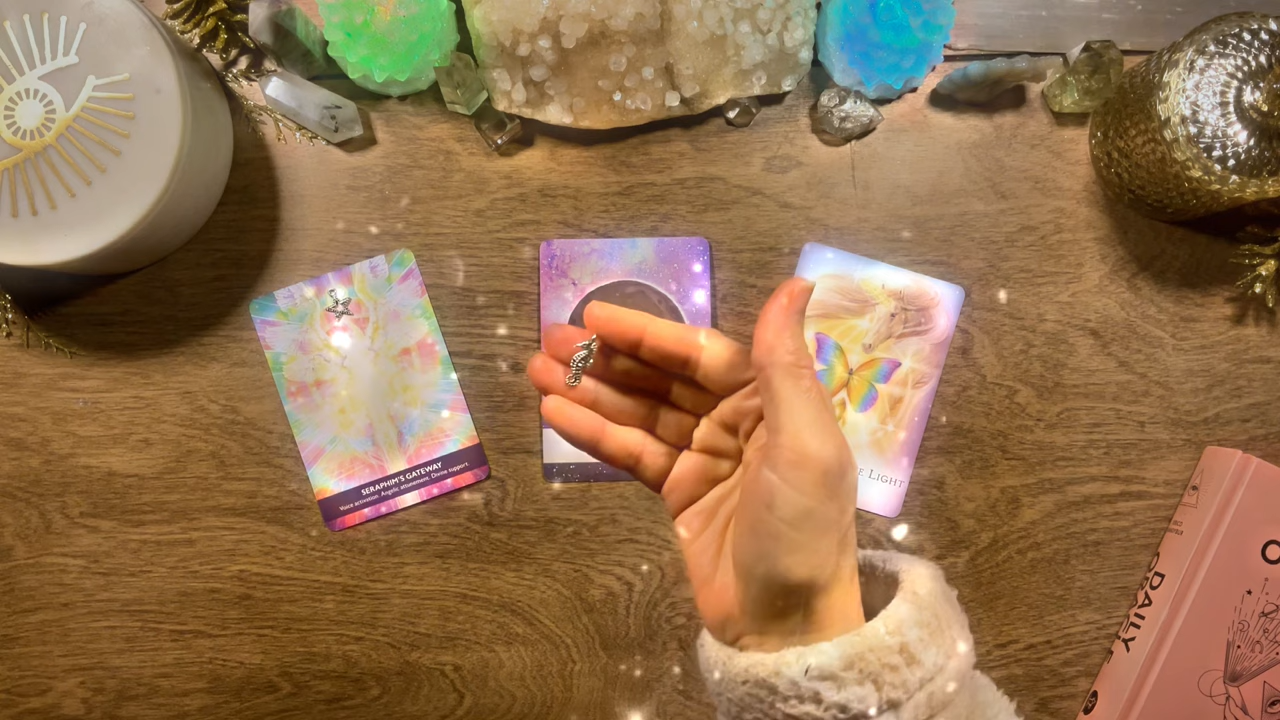 SERAPHIM'S GATEWAY
Voice activation. Angelic attunement. Divine support.
E LIGHT
DAILY
O